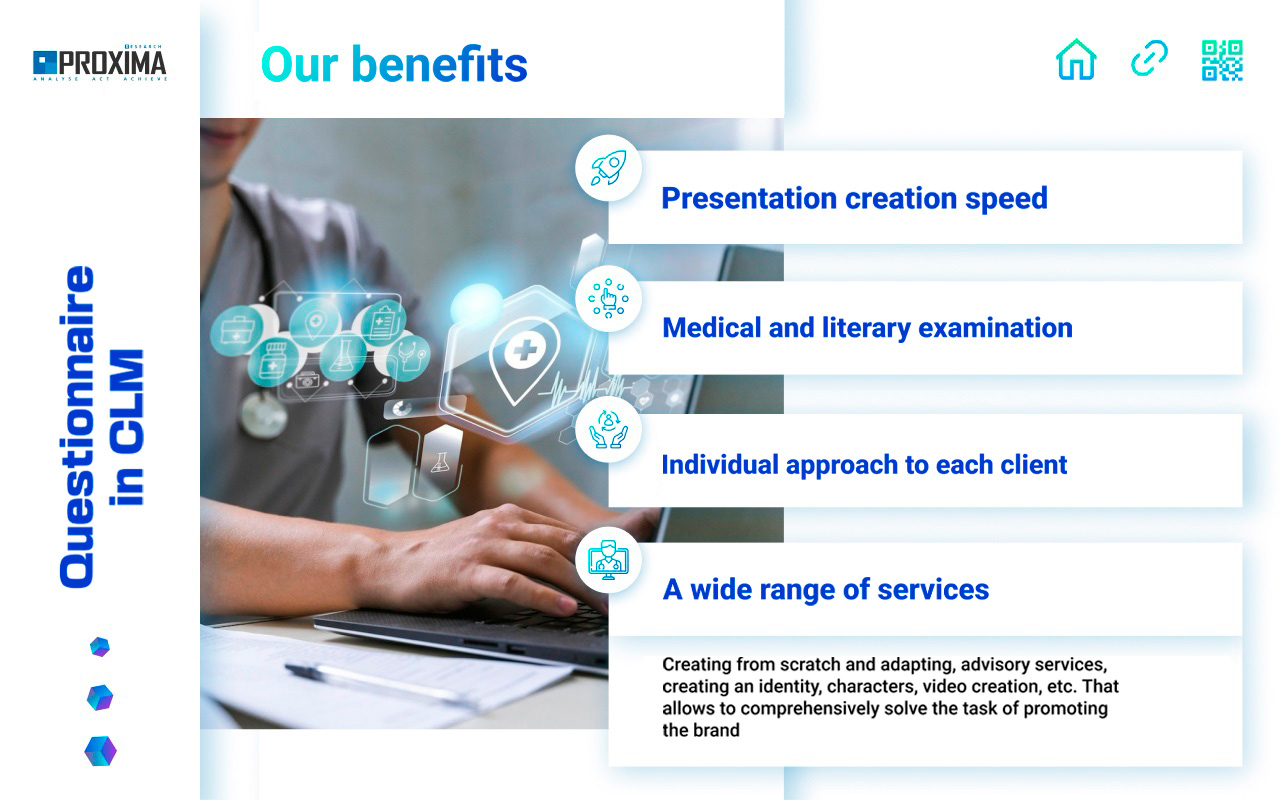 RESEARCH
PROXIMA
ANALYSE ACT ACHIEVE
Our benefits
Questionnaire
in CLM
Presentation creation speed
Medical and literary examination
Individual approach to each client
A wide range of services
Creating from scratch and adapting, advisory services,
creating an identity, characters, video creation, etc. That
allows to comprehensively solve the task of promoting
the brand